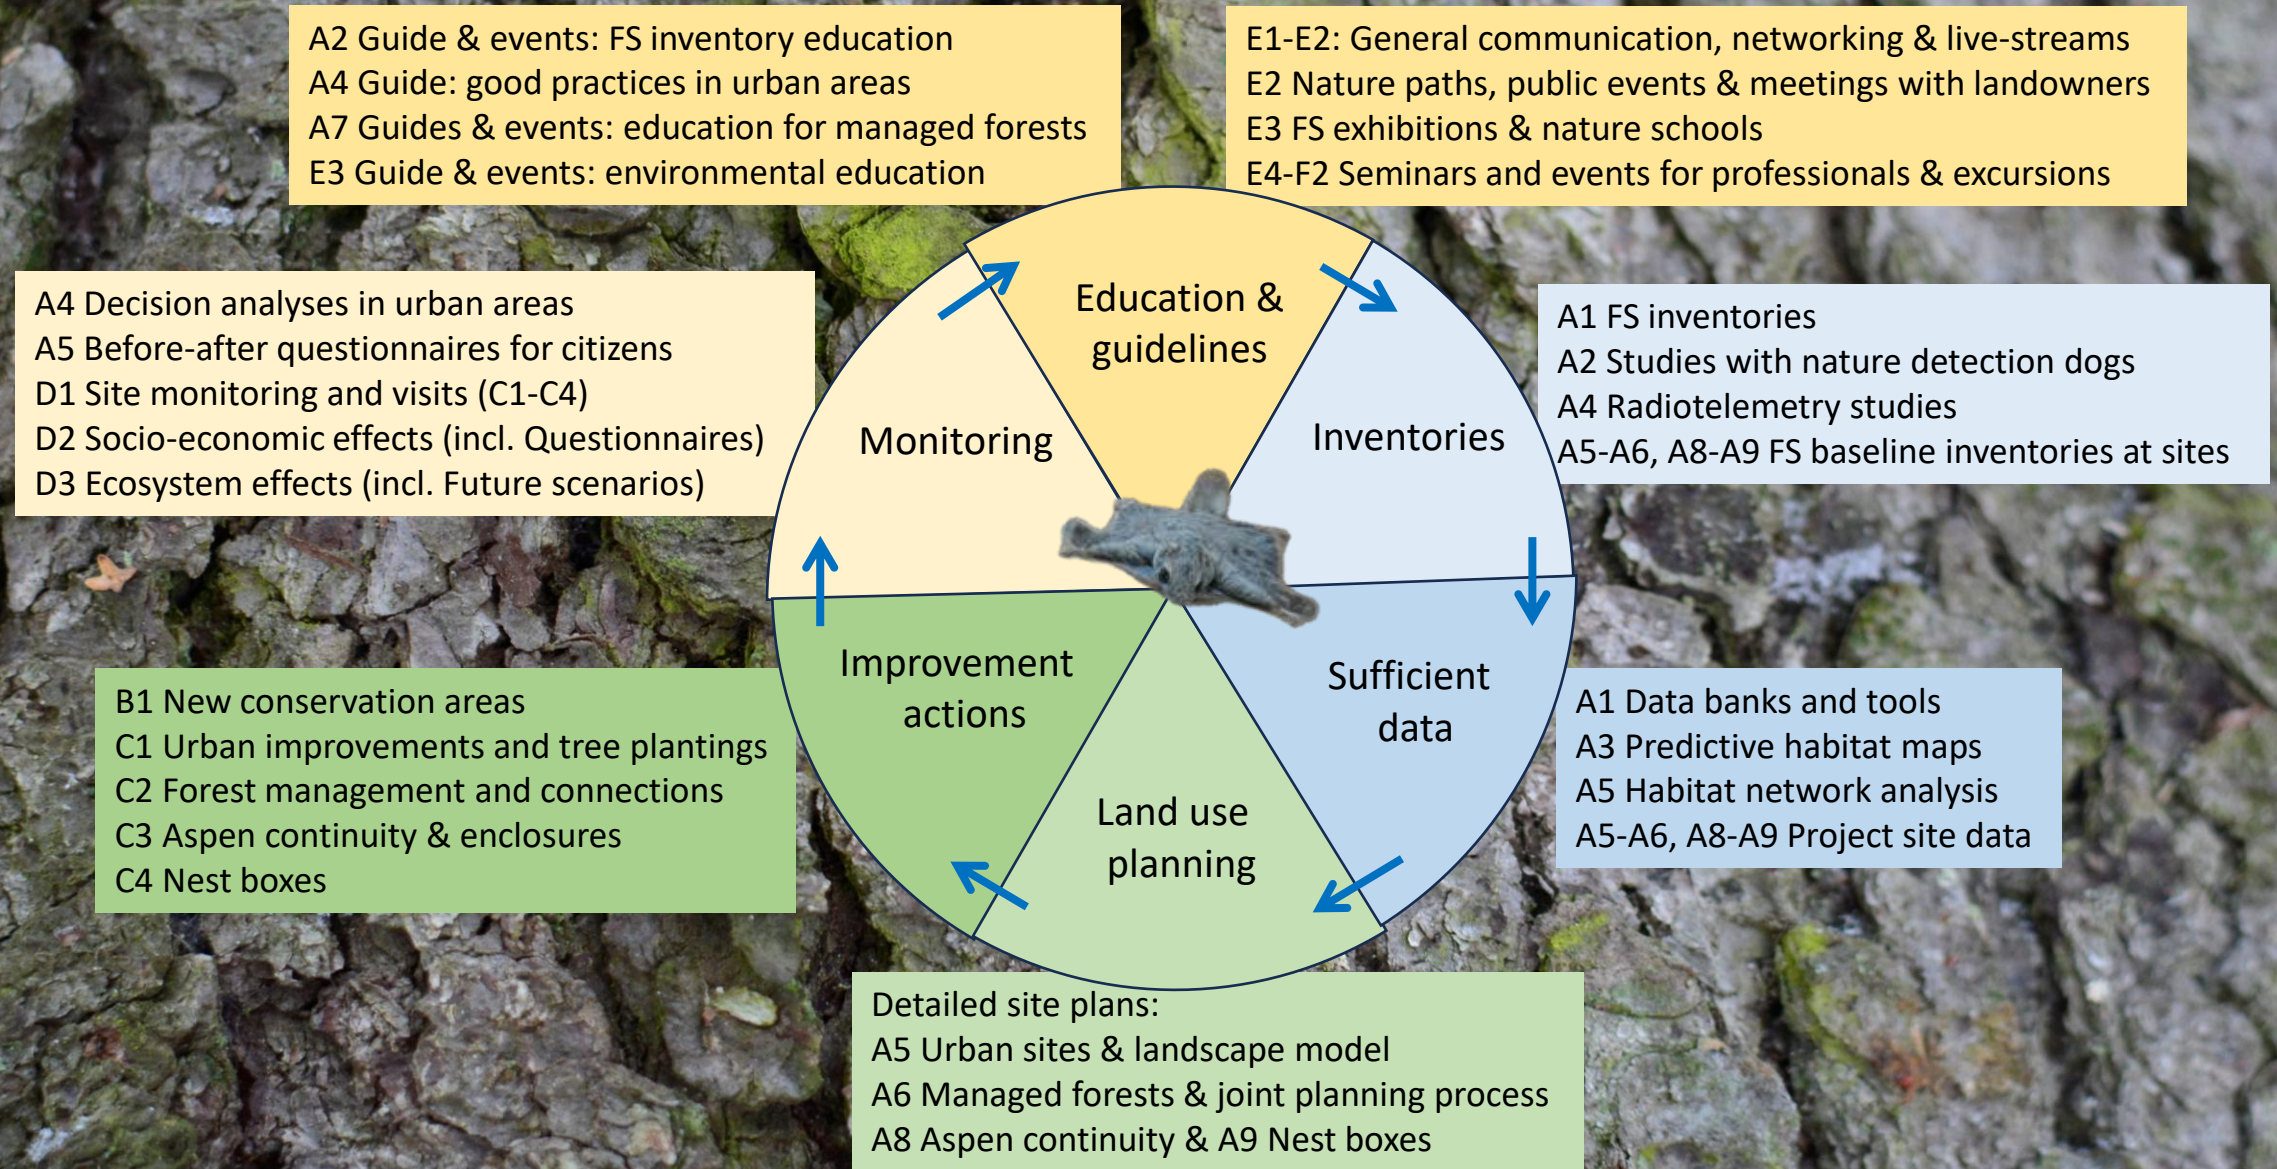 A2 Guide & events: FS inventory education
A4 Guide: good practices in urban areas
A7 Guides & events: education for managed forests
E3 Guide & events: environmental education
E1-E2: General communication, networking & live-streams
E2 Nature paths, public events & meetings with landowners
E3 FS exhibitions & nature schools
E4-F2 Seminars and events for professionals & excursions
Education &
guidelines
A4 Decision analyses in urban areas
A5 Before-after questionnaires for citizens
D1 Site monitoring and visits (C1-C4)
D2 Socio-economic effects (incl. Questionnaires)
D3 Ecosystem effects (incl. Future scenarios)
Monitoring
Inventories
A1 FS inventories
A2 Studies with nature detection dogs
A4 Radiotelemetry studies
A5-A6, A8-A9 FS baseline inventories at sites
B1 New conservation areas
C1 Urban improvements and tree plantings
C2 Forest management and connections
C3 Aspen continuity & enclosures
C4 Nest boxes
Improvement
actions
Sufficient
data
A1 Data banks and tools
A3 Predictive habitat maps
A5 Habitat network analysis
A5-A6, A8-A9 Project site data
Land use
planning
Detailed site plans:
A5 Urban sites & landscape model
A6 Managed forests & joint planning process
A8 Aspen continuity & A9 Nest boxes